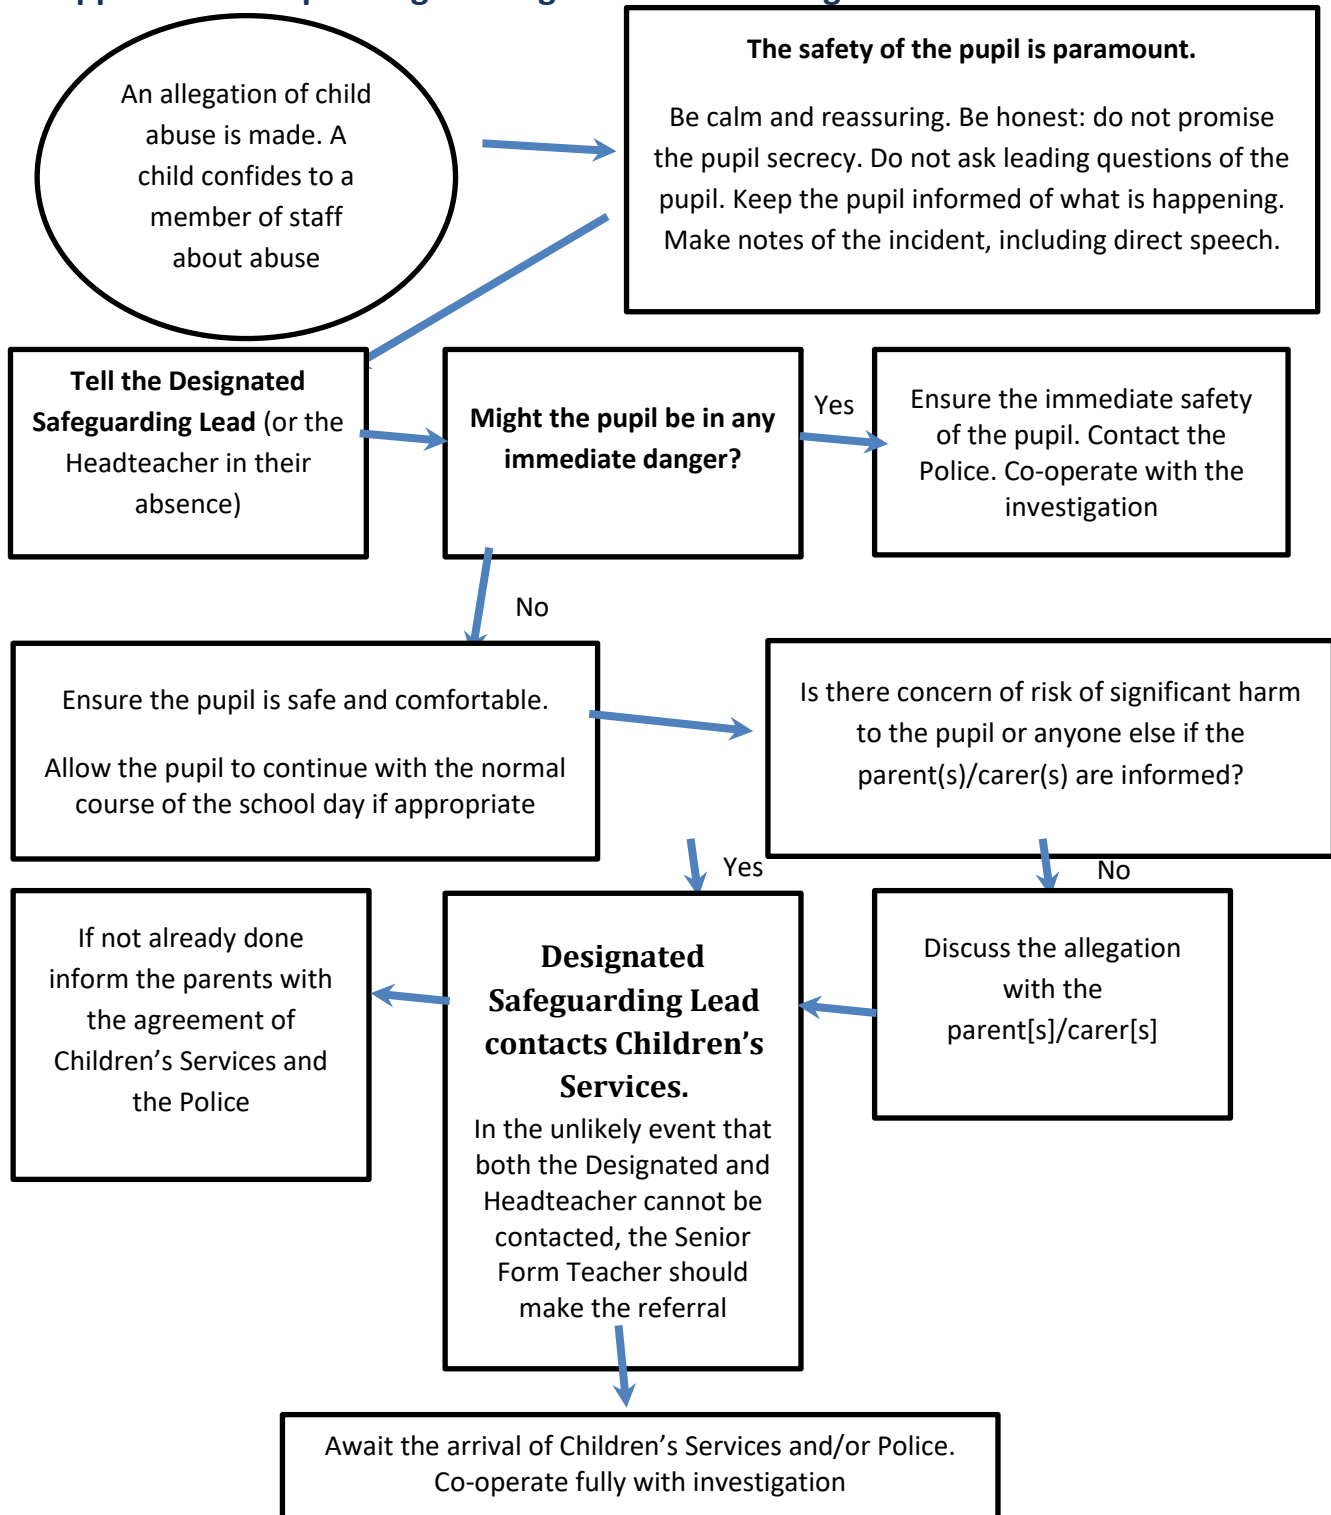 An allegation of child
abuse is made. A
child confides to a
member of staff
about abuse
The safety of the pupil is paramount.
Be calm and reassuring. Be honest: do not promise
the pupil secrecy. Do not ask leading questions of the
pupil. Keep the pupil informed of what is happening.
Make notes of the incident, including direct speech.
Tell the Designated
Safeguarding Lead (or the
Headteacher in their
absence)
Might the pupil be in any
immediate danger?
Yes
Ensure the immediate safety
of the pupil. Contact the
Police. Co-operate with the
investigation
No
Ensure the pupil is safe and comfortable.
Allow the pupil to continue with the normal
course of the school day if appropriate
Is there concern of risk of significant harm
to the pupil or anyone else if the
parent(s)/carer(s) are informed?
Yes
No
If not already done
inform the parents with
the agreement of
Children’s Services and
the Police
Designated
Safeguarding Lead
contacts Children’s
Services.
In the unlikely event that
both the Designated and
Headteacher cannot be
contacted, the Senior
Form Teacher should
make the referral
Discuss the allegation
with the
parent[s]/carer[s]
Await the arrival of Children’s Services and/or Police.
Co-operate fully with investigation